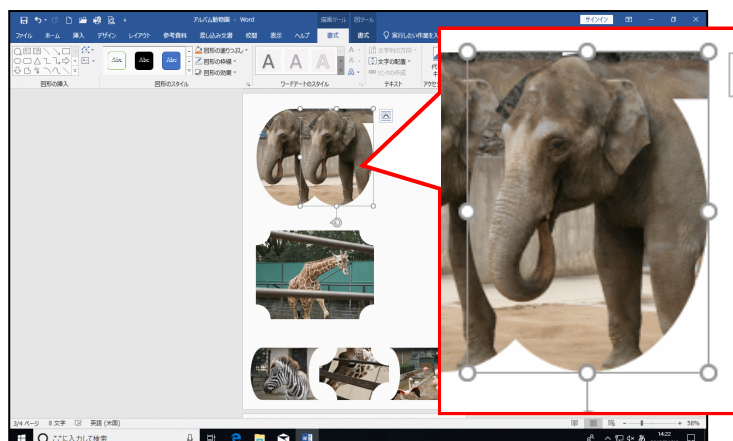 アルバム動物園 - Word
描画ツール 図ツール
サインイン
ファイル ホーム 挿入 デザイン レイアウト 参考資料 差し込み文書 校閲 表示 ヘルプ 書式 書式 実行したい作業を入
Abc Abc Abc
図形の塗りつぶし
図形の枠線
図形の効果
A A A
文字列の方向
文字の配置
リンクの作成
図形の挿入 図形のスタイル ワードアートのスタイル テキスト
3/4 ページ 8 文字 英語 (米国)
50%
ここに入力して検索
あ 14:22